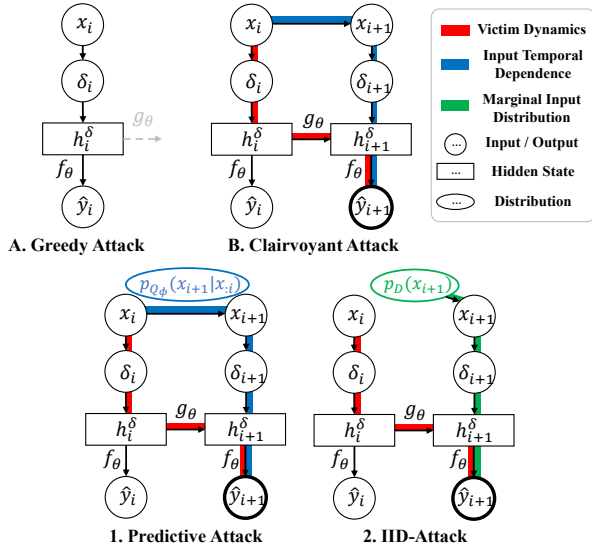 x_i
δ_i
h_i^δ
g_θ
f_θ
ŷ_i
A. Greedy Attack
x_i
x_{i+1}
δ_i
δ_{i+1}
g_θ
h_i^δ
h_{i+1}^δ
f_θ
f_θ
ŷ_i
ŷ_{i+1}
B. Clairvoyant Attack
Victim Dynamics
Input Temporal
Dependence
Marginal Input
Distribution
... Input / Output
... Hidden State
... Distribution
p_{Q_ϕ}(x_{i+1}|x_{:i})
x_i
x_{i+1}
δ_i
δ_{i+1}
g_θ
h_i^δ
h_{i+1}^δ
f_θ
f_θ
ŷ_i
ŷ_{i+1}
1. Predictive Attack
p_D(x_{i+1})
x_i
x_{i+1}
δ_i
δ_{i+1}
g_θ
h_i^δ
h_{i+1}^δ
f_θ
f_θ
ŷ_i
ŷ_{i+1}
2. IID-Attack